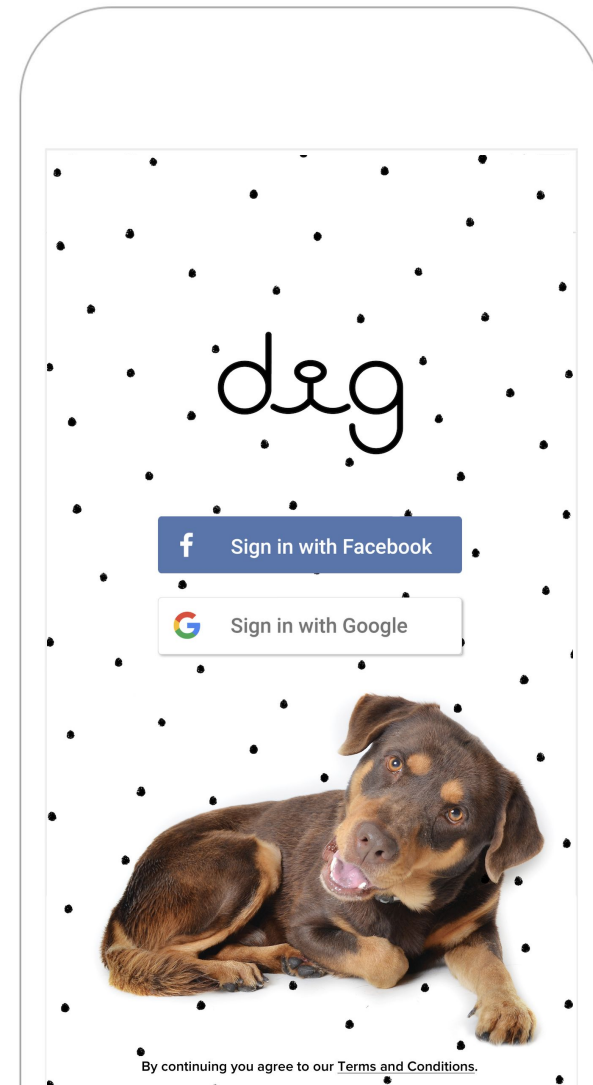 dig
Sign in with Facebook
Sign in with Google
By continuing you agree to our Terms and Conditions.